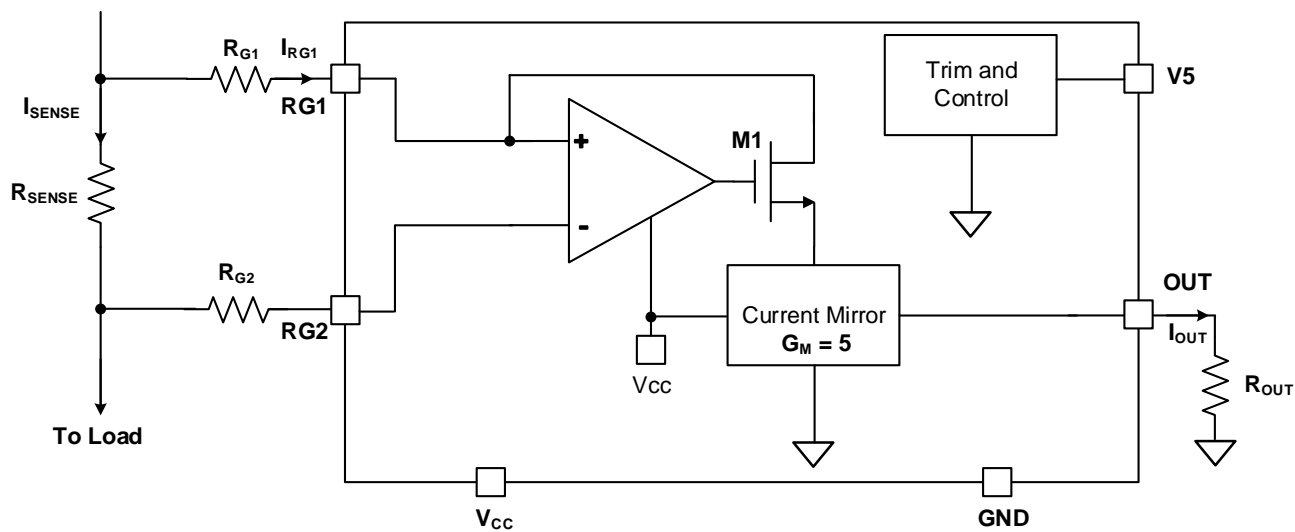 R_G1
I_RG1
RG1
I_SENSE
R_SENSE
R_G2
RG2
To Load
+
-
M1
Trim and
Control
V5
Current Mirror
G_M = 5
Vcc
OUT
I_OUT
R_OUT
V_CC
GND